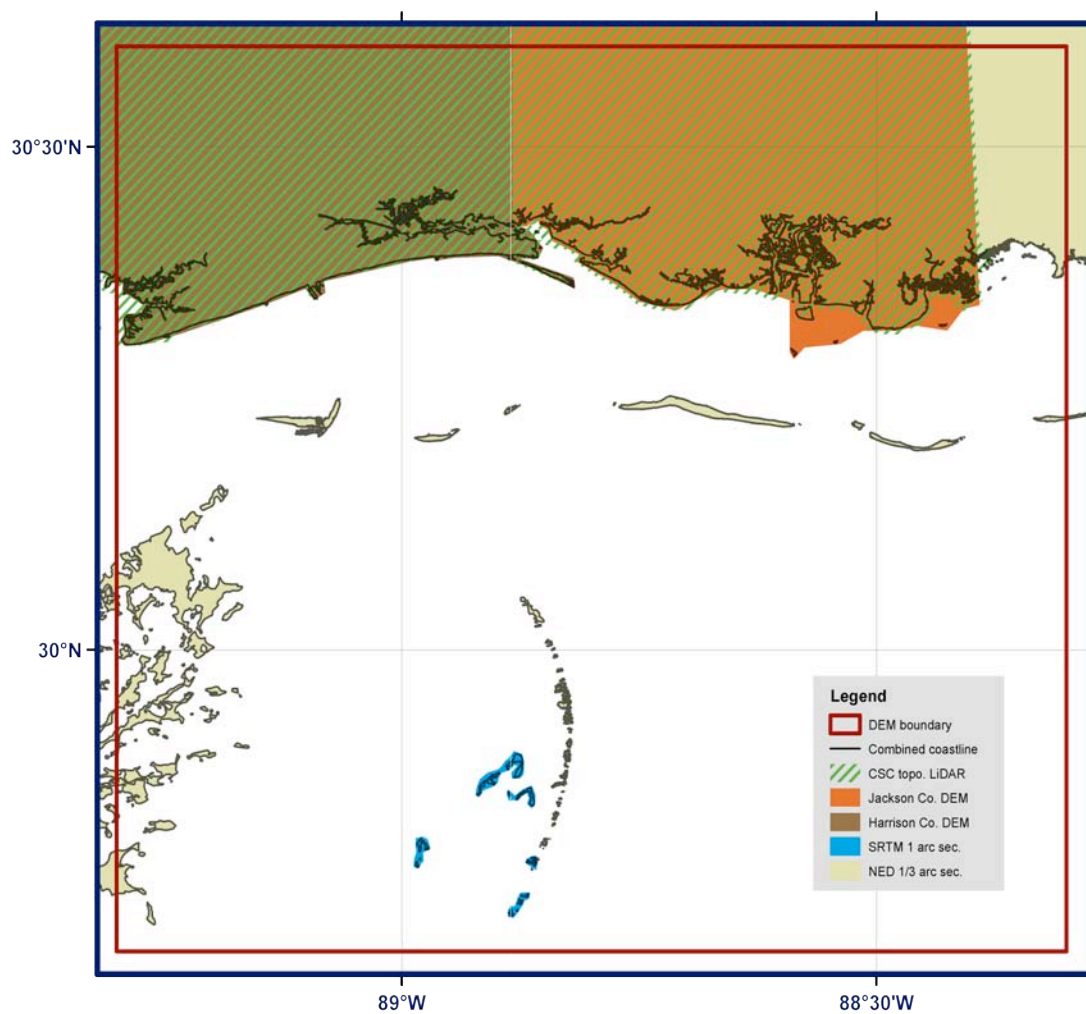 30°30'N
30°N
Legend
DEM boundary
Combined coastline
CSC topo. LiDAR
Jackson Co. DEM
Harrison Co. DEM
SRTM 1 arc sec.
NED 1/3 arc sec.
89°W
88°30'W